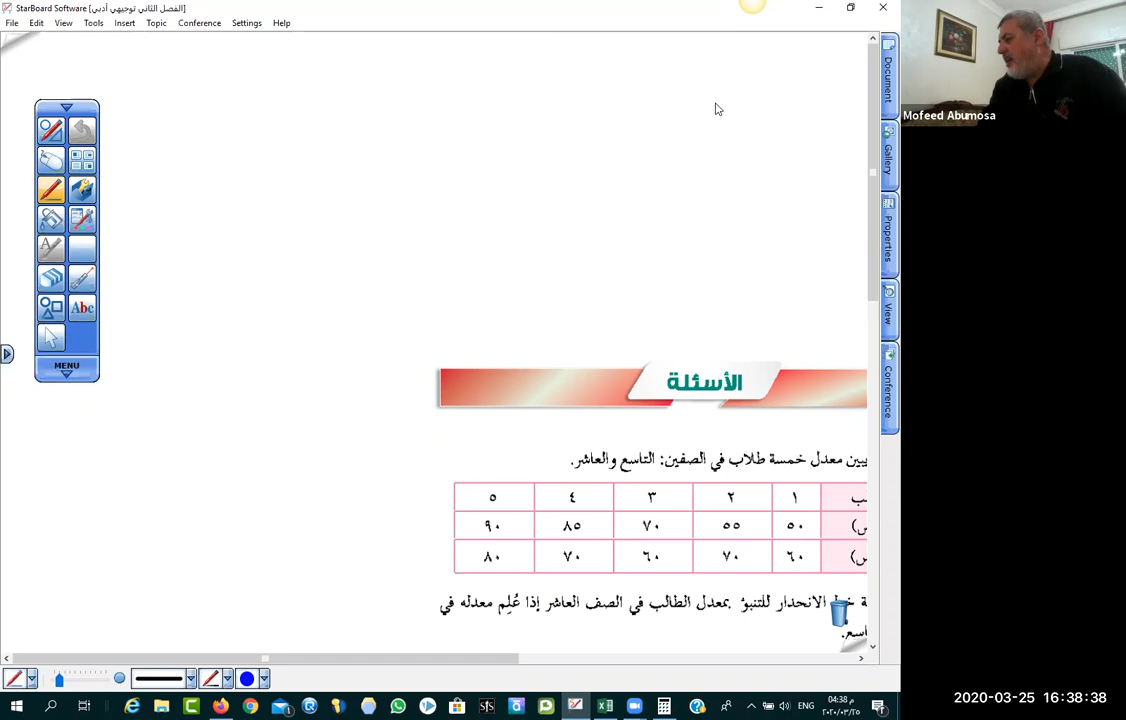 StarBoard Software [الفصل الثاني توجيهي أدبي]
File Edit View Tools Insert Topic Conference Settings Help
Mofeed Abumosa
Document
Gallery
Properties
View
Conference
Abc
MENU
الأسئلة
معدل خمسة طلاب في الصفين: التاسع والعاشر.
١ ٢ ٣ ٤ ٥
٥٠ ٥٥ ٧٠ ٨٥ ٩٠
٦٠ ٧٠ ٦٠ ٧٠ ٨٠
الانحدار للتنبؤ بمعدل الطالب في الصف العاشر إذا عُلِم معدله في
ENG
04:38 م
٢٠٢٠/٠٣/٢٥
2020-03-25 16:38:38